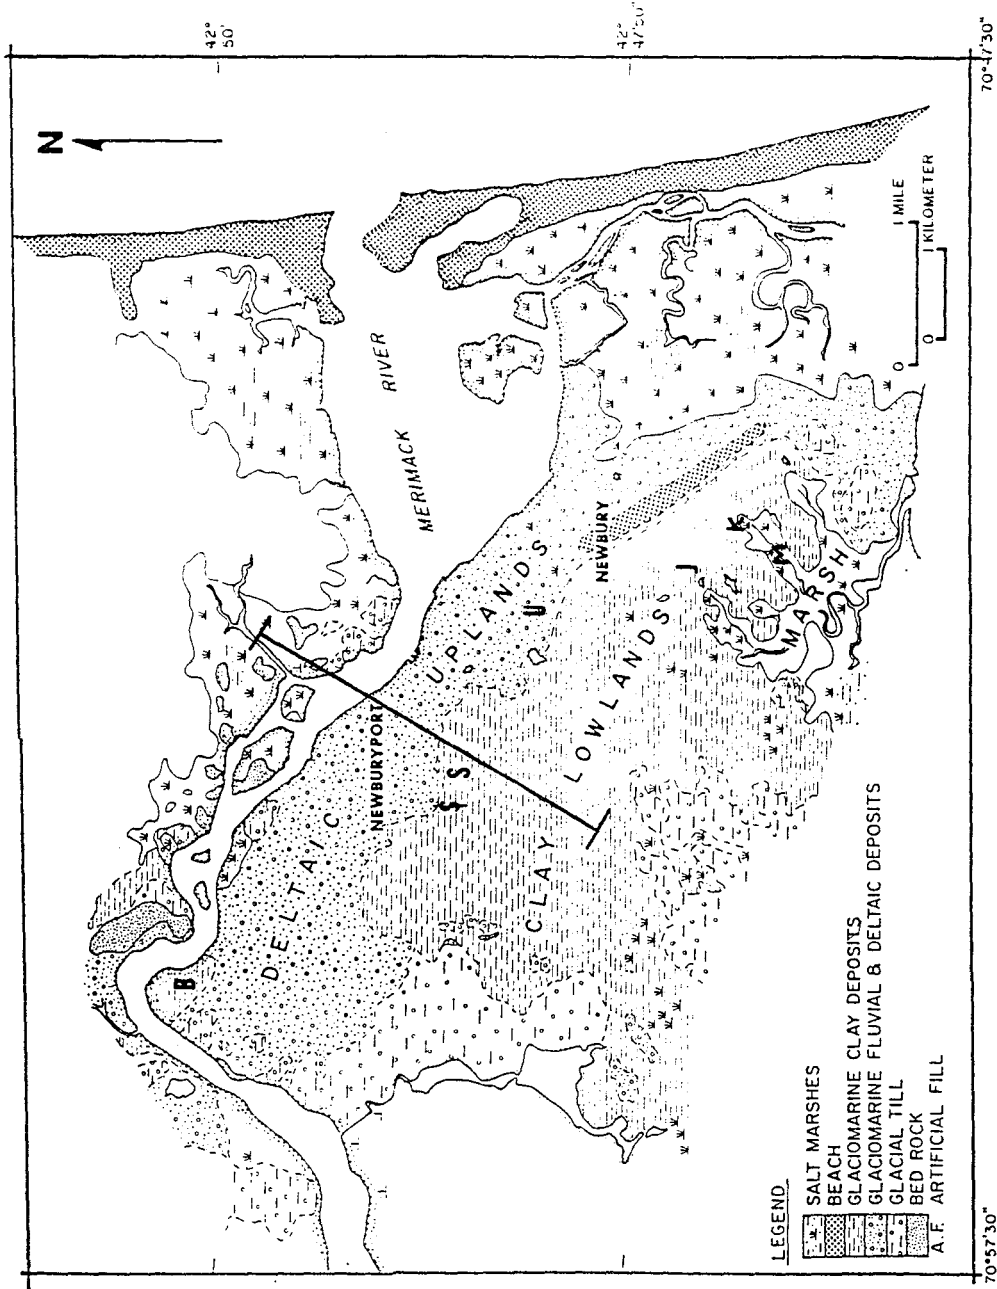 N
42°
50'
42°
47'30"
70°47'30"
70°57'30"
MERIMACK RIVER
NEWBURYPORT
NEWBURY
DELTAIC UPLANDS
CLAY LOWLANDS
MARSH
B
S
S
U
J
K
M
0 1 MILE
0 1 KILOMETER
LEGEND
SALT MARSHES
BEACH
GLACIOMARINE CLAY DEPOSITS
GLACIOMARINE FLUVIAL & DELTAIC DEPOSITS
GLACIAL TILL
BED ROCK
A.F. ARTIFICIAL FILL